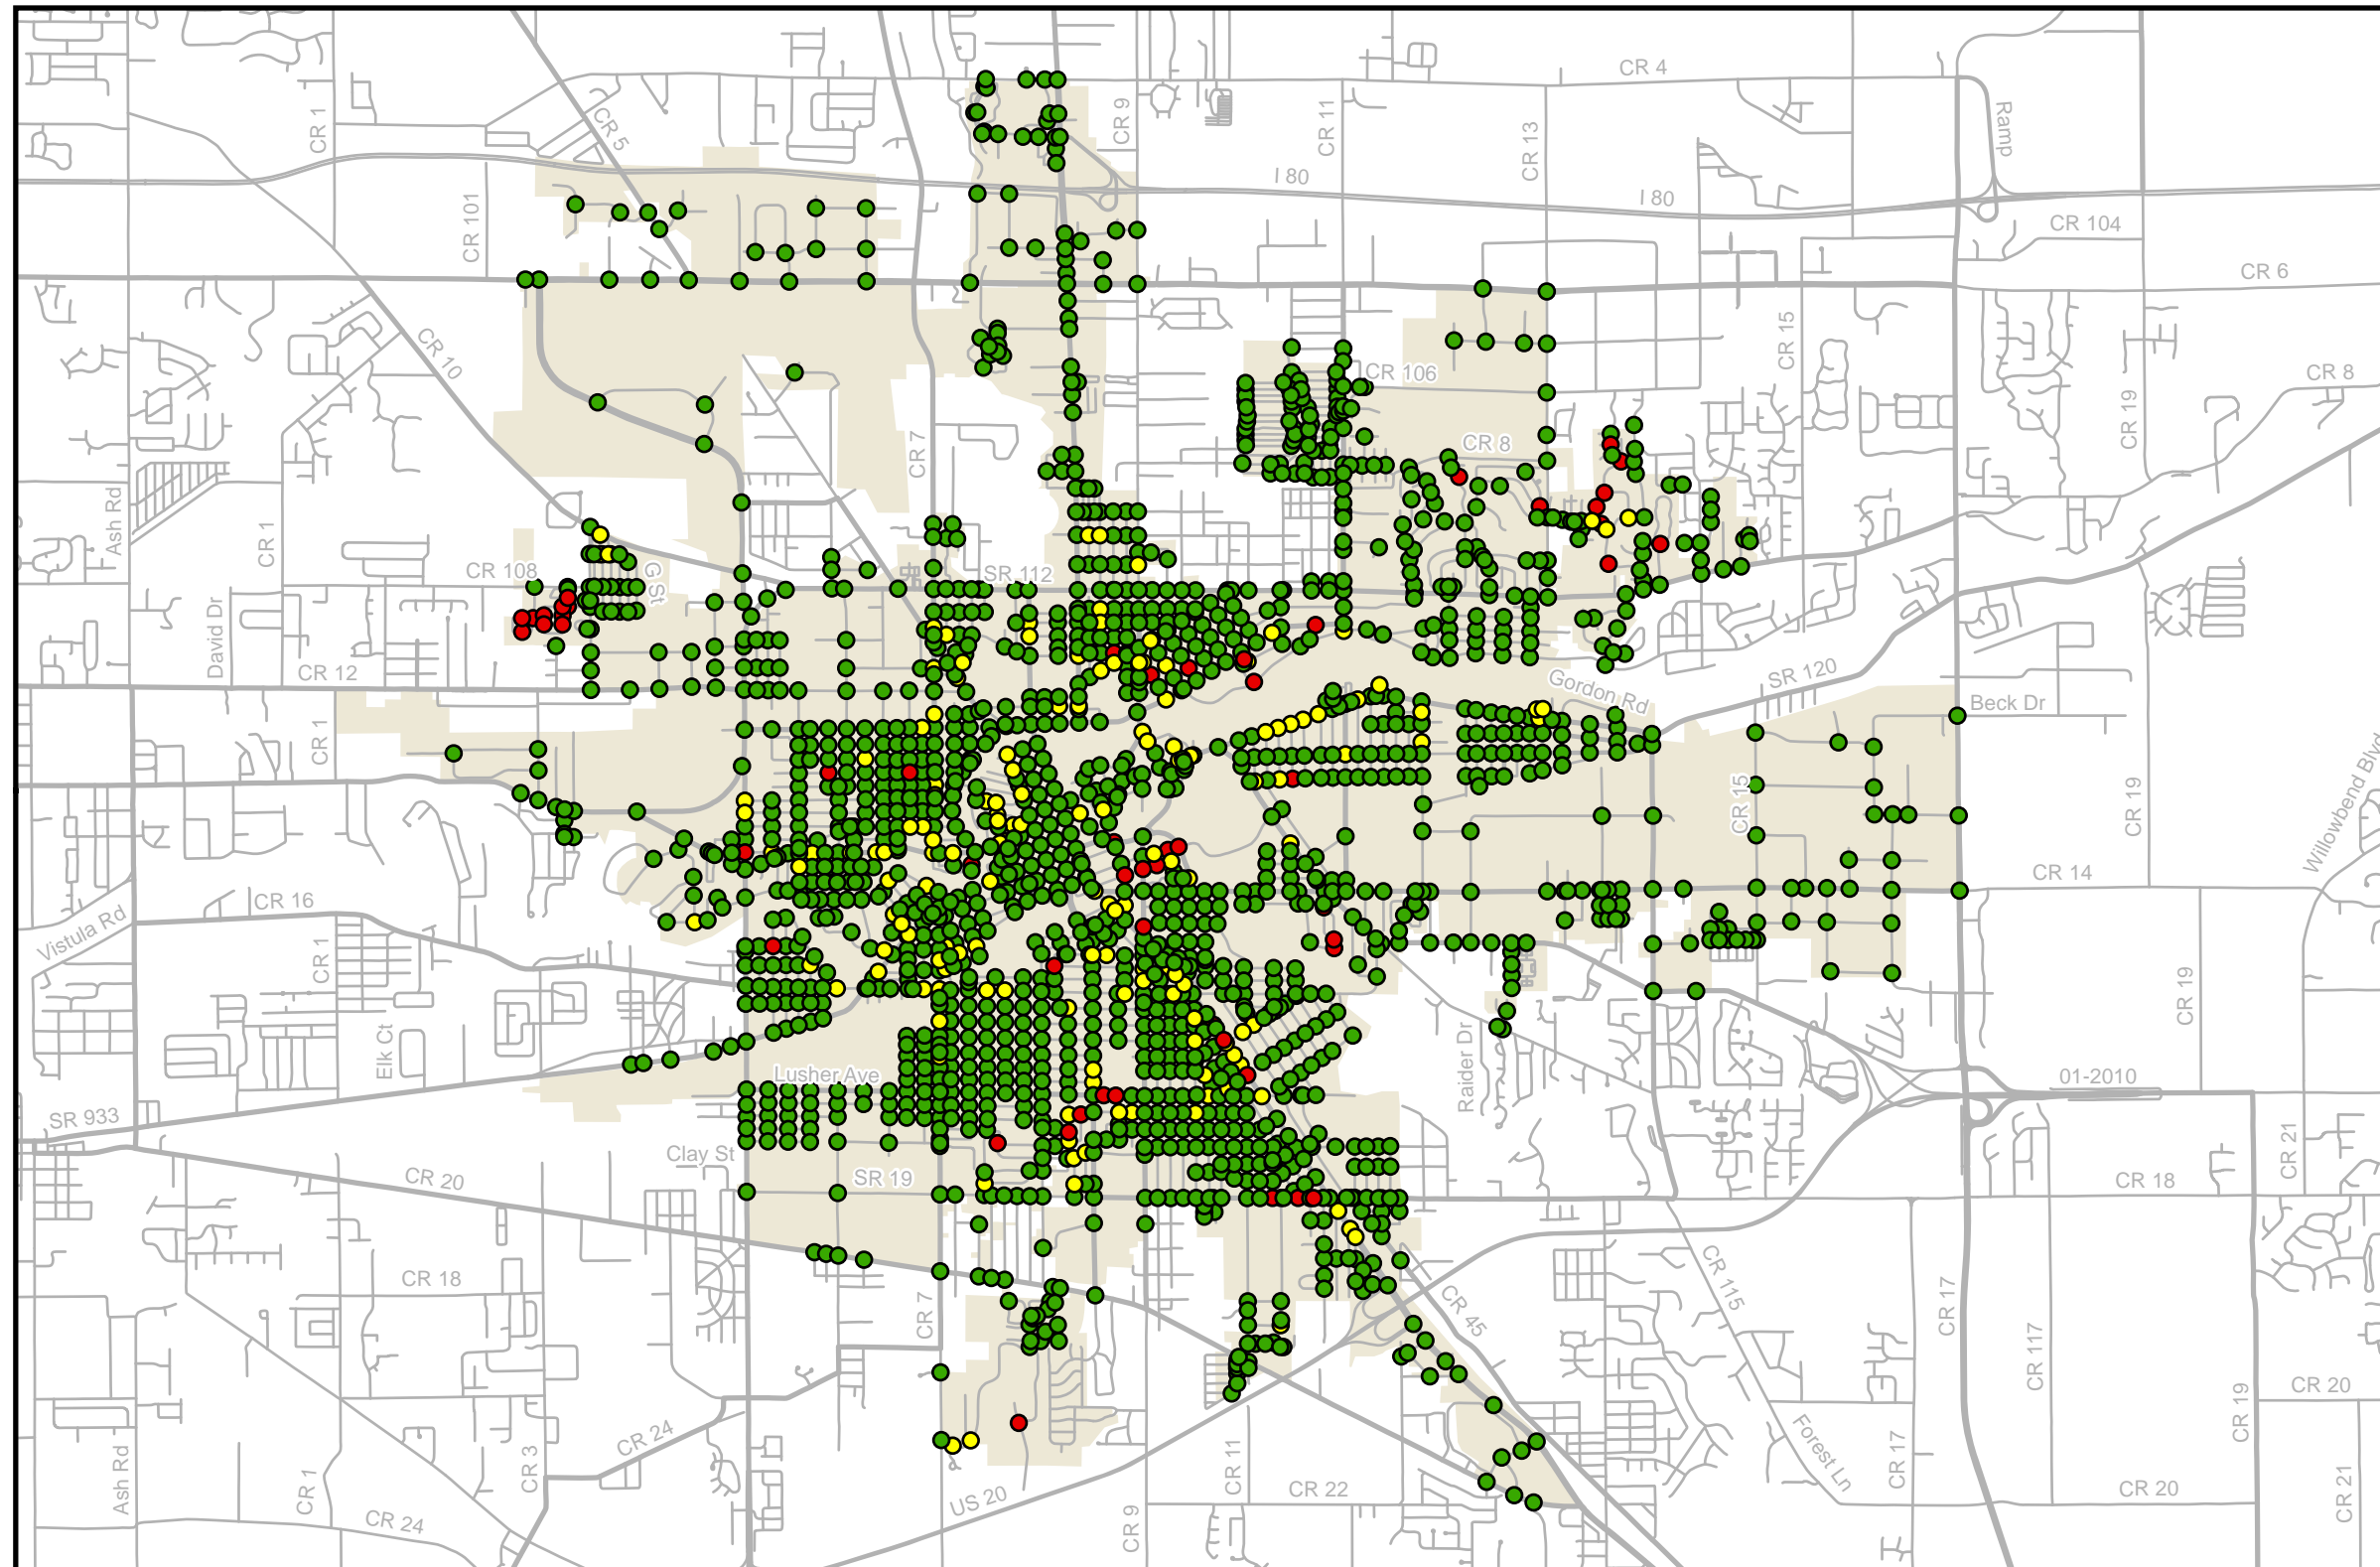 CR 4
CR 1
CR 5
CR 9
CR 11
CR 13
Ramp
I 80
I 80
CR 101
CR 104
CR 6
CR 10
CR 15
CR 106
CR 8
CR 19
CR 7
CR 8
Ash Rd
CR 1
CR 108
G St
SR 112
David Dr
CR 12
Gordon Rd
SR 120
Beck Dr
CR 1
CR 15
CR 19
Willowbend Blvd
CR 14
CR 16
Vistula Rd
CR 1
CR 19
Elk Ct
Raider Dr
Lusher Ave
01-2010
SR 933
Clay St
CR 21
CR 20
SR 19
CR 18
CR 18
CR 7
CR 45
CR 115
CR 17
CR 117
CR 20
CR 19
CR 24
Ash Rd
CR 1
CR 3
CR 11
Forest Ln
CR 17
CR 21
US 20
CR 22
CR 20
CR 24
CR 9